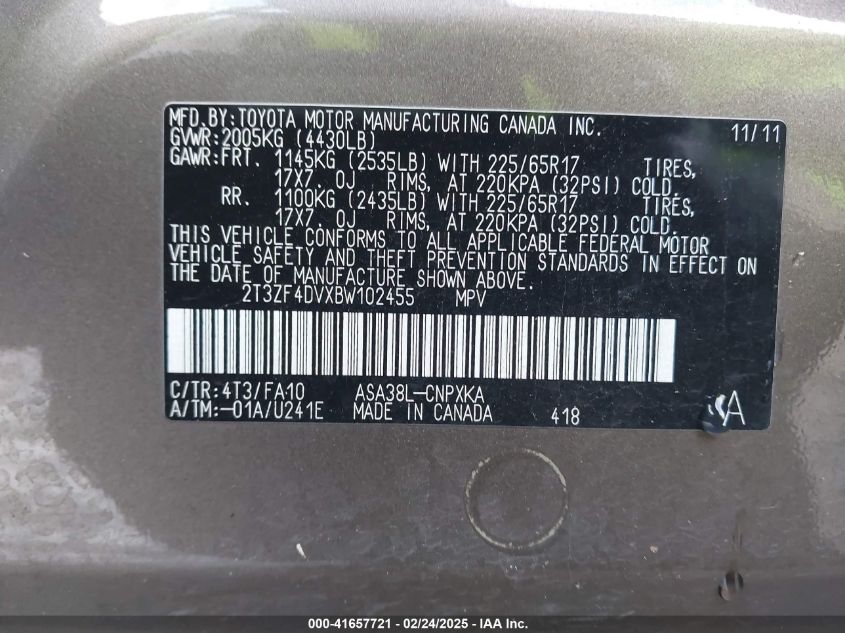 MFD.BY:TOYOTA MOTOR MANUFACTURING CANADA INC. 11/11
GVWR:2005KG (4430LB)
GAWR:FRT. 1145KG (2535LB) WITH 225/65R17 TIRES,
17X7. 0J RIMS, AT 220KPA (32PSI) COLD.
RR. 1100KG (2435LB) WITH 225/65R17 TIRES,
17X7. 0J RIMS, AT 220KPA (32PSI) COLD.
THIS VEHICLE CONFORMS TO ALL APPLICABLE FEDERAL MOTOR
VEHICLE SAFETY AND THEFT PREVENTION STANDARDS IN EFFECT ON
THE DATE OF MANUFACTURE SHOWN ABOVE.
2T3ZF4DVXBW102455 MPV
C/TR:4T3/FA10 ASA38L-CNPXKA
A/TM:-01A/U241E MADE IN CANADA 418 A
000-41657721 - 02/24/2025 - IAA Inc.